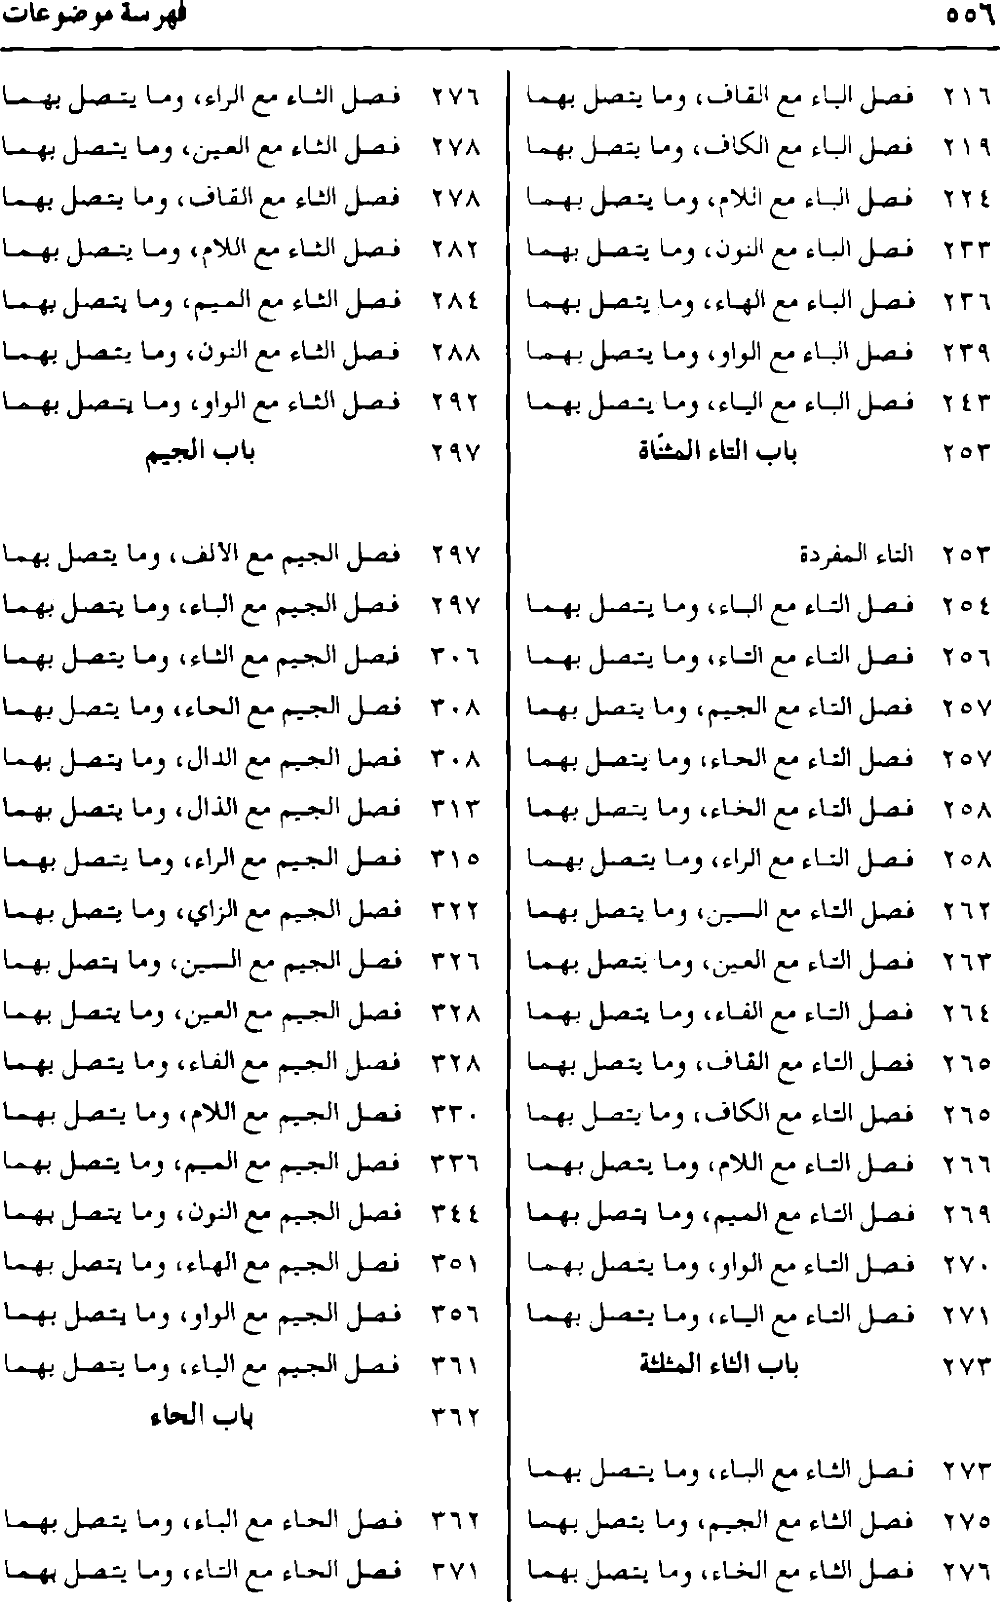 ٥٥٦ فهرسة موضوعات
٢١٦ فصل الباء مع القاف، وما يتصل بهما
٢١٩ فصل الباء مع الكاف، وما يتصل بهما
٢٢٤ فصل الباء مع اللام، وما يتصل بهما
٢٣٣ فصل الباء مع النون، وما يتصل بهما
٢٣٦ فصل الباء مع الهاء، وما يتصل بهما
٢٣٩ فصل الباء مع الواو، وما يتصل بهما
٢٤٣ فصل الباء مع الياء، وما يتصل بهما
٢٥٣ باب التاء المثنّاة
٢٥٣ التاء المفردة
٢٥٤ فصل التاء مع الباء، وما يتصل بهما
٢٥٦ فصل التاء مع التاء، وما يتصل بهما
٢٥٧ فصل التاء مع الجيم، وما يتصل بهما
٢٥٧ فصل التاء مع الحاء، وما يتصل بهما
٢٥٨ فصل التاء مع الخاء، وما يتصل بهما
٢٥٨ فصل التاء مع الراء، وما يتصل بهما
٢٦٢ فصل التاء مع السين، وما يتصل بهما
٢٦٣ فصل التاء مع العين، وما يتصل بهما
٢٦٤ فصل التاء مع الفاء، وما يتصل بهما
٢٦٥ فصل التاء مع القاف، وما يتصل بهما
٢٦٥ فصل التاء مع الكاف، وما يتصل بهما
٢٦٦ فصل التاء مع اللام، وما يتصل بهما
٢٦٩ فصل التاء مع الميم، وما يتصل بهما
٢٧٠ فصل التاء مع الواو، وما يتصل بهما
٢٧١ فصل التاء مع الياء، وما يتصل بهما
٢٧٣ باب الثاء المثلثة
٢٧٣ فصل الثاء مع الباء، وما يتصل بهما
٢٧٥ فصل الثاء مع الجيم، وما يتصل بهما
٢٧٦ فصل الثاء مع الخاء، وما يتصل بهما
٢٧٦ فصل الثاء مع الراء، وما يتصل بهما
٢٧٨ فصل الثاء مع العين، وما يتصل بهما
٢٧٨ فصل الثاء مع القاف، وما يتصل بهما
٢٨٢ فصل الثاء مع اللام، وما يتصل بهما
٢٨٤ فصل الثاء مع الميم، وما يتصل بهما
٢٨٨ فصل الثاء مع النون، وما يتصل بهما
٢٩٢ فصل الثاء مع الواو، وما يتصل بهما
٢٩٧ باب الجيم
٢٩٧ فصل الجيم مع الألف، وما يتصل بهما
٢٩٧ فصل الجيم مع الباء، وما يتصل بهما
٣٠٦ فصل الجيم مع الثاء، وما يتصل بهما
٣٠٨ فصل الجيم مع الحاء، وما يتصل بهما
٣٠٨ فصل الجيم مع الدال، وما يتصل بهما
٣١٣ فصل الجيم مع الذال، وما يتصل بهما
٣١٥ فصل الجيم مع الراء، وما يتصل بهما
٣٢٢ فصل الجيم مع الزاي، وما يتصل بهما
٣٢٦ فصل الجيم مع السين، وما يتصل بهما
٣٢٨ فصل الجيم مع العين، وما يتصل بهما
٣٢٨ فصل الجيم مع الفاء، وما يتصل بهما
٣٣٠ فصل الجيم مع اللام، وما يتصل بهما
٣٣٦ فصل الجيم مع الميم، وما يتصل بهما
٣٤٤ فصل الجيم مع النون، وما يتصل بهما
٣٥١ فصل الجيم مع الهاء، وما يتصل بهما
٣٥٦ فصل الجيم مع الواو، وما يتصل بهما
٣٦١ فصل الجيم مع الياء، وما يتصل بهما
٣٦٢ باب الحاء
٣٦٢ فصل الحاء مع الباء، وما يتصل بهما
٣٧١ فصل الحاء مع التاء، وما يتصل بهما